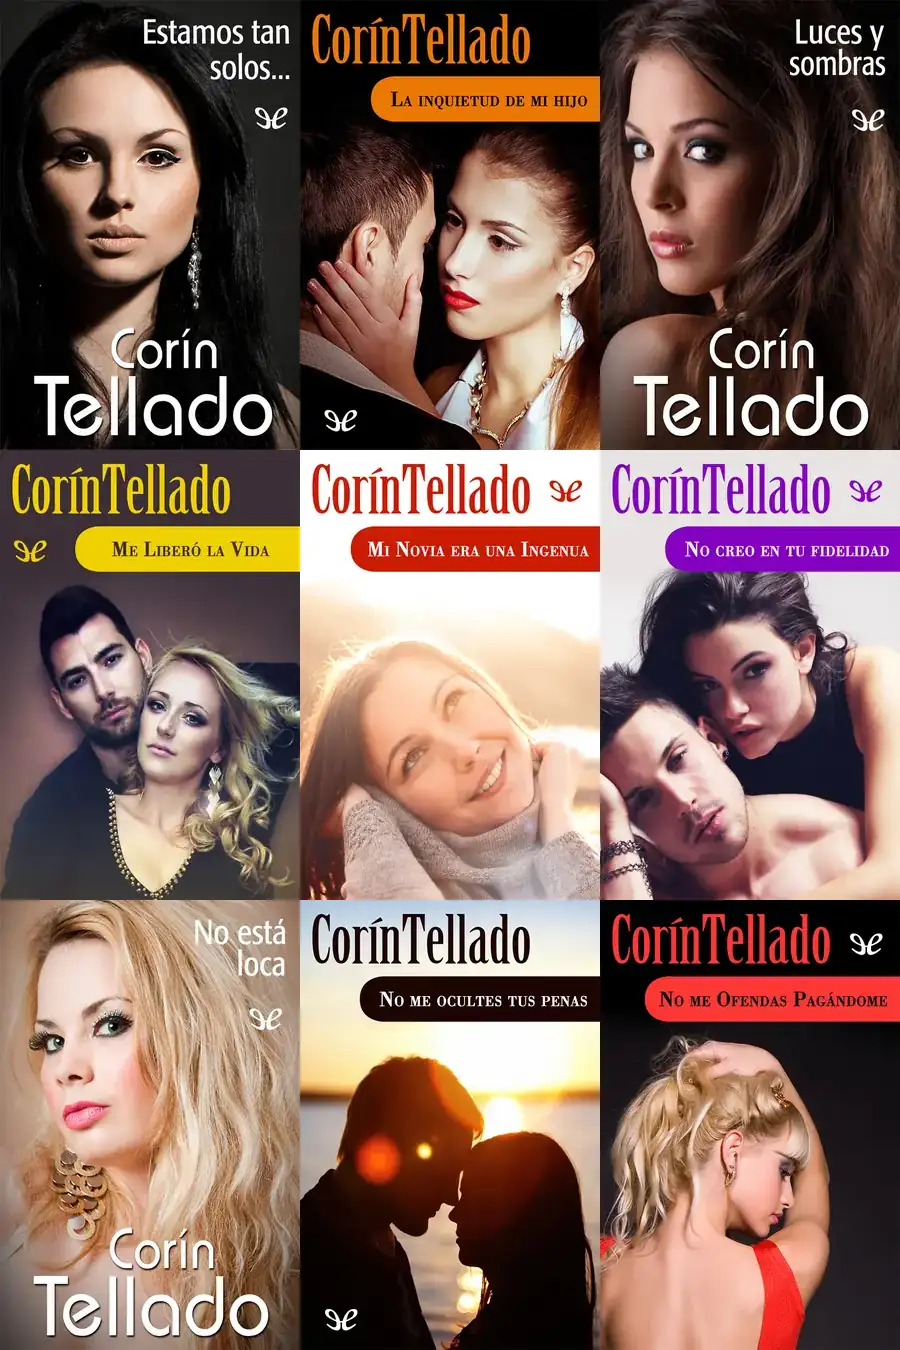 Estamos tan
solos...
Corín
Tellado
CorínTellado
La inquietud de mi hijo
Luces y
sombras
Corín
Tellado
CorínTellado
Me Liberó la Vida
CorínTellado
Mi Novia era una Ingenua
CorínTellado
No creo en tu fidelidad
No está
loca
Corín
Tellado
CorínTellado
No me ocultes tus penas
CorínTellado
No me Ofendas Pagándome